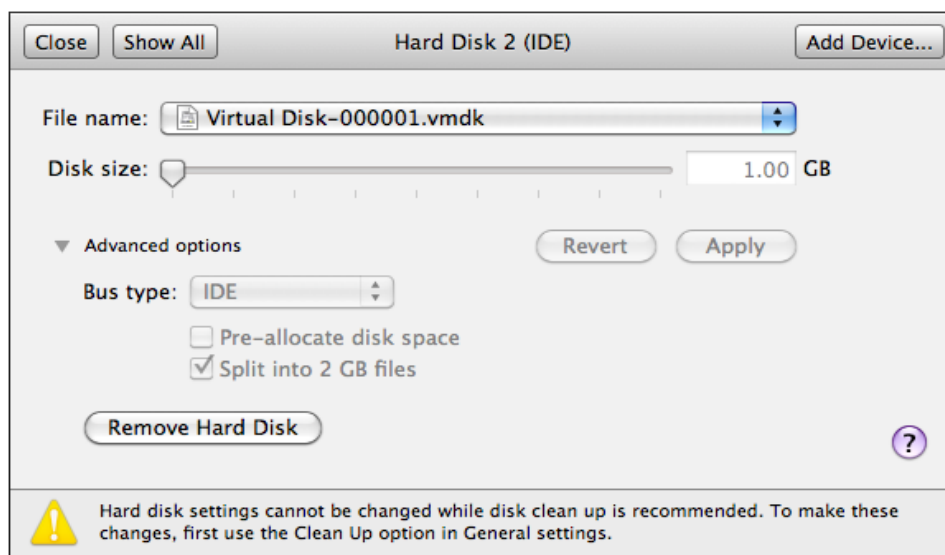 Close Show All Hard Disk 2 (IDE) Add Device...
File name: Virtual Disk-000001.vmdk
Disk size: 1.00 GB
Advanced options Revert Apply
Bus type: IDE
Pre-allocate disk space
Split into 2 GB files
Remove Hard Disk
?
Hard disk settings cannot be changed while disk clean up is recommended. To make these
changes, first use the Clean Up option in General settings.